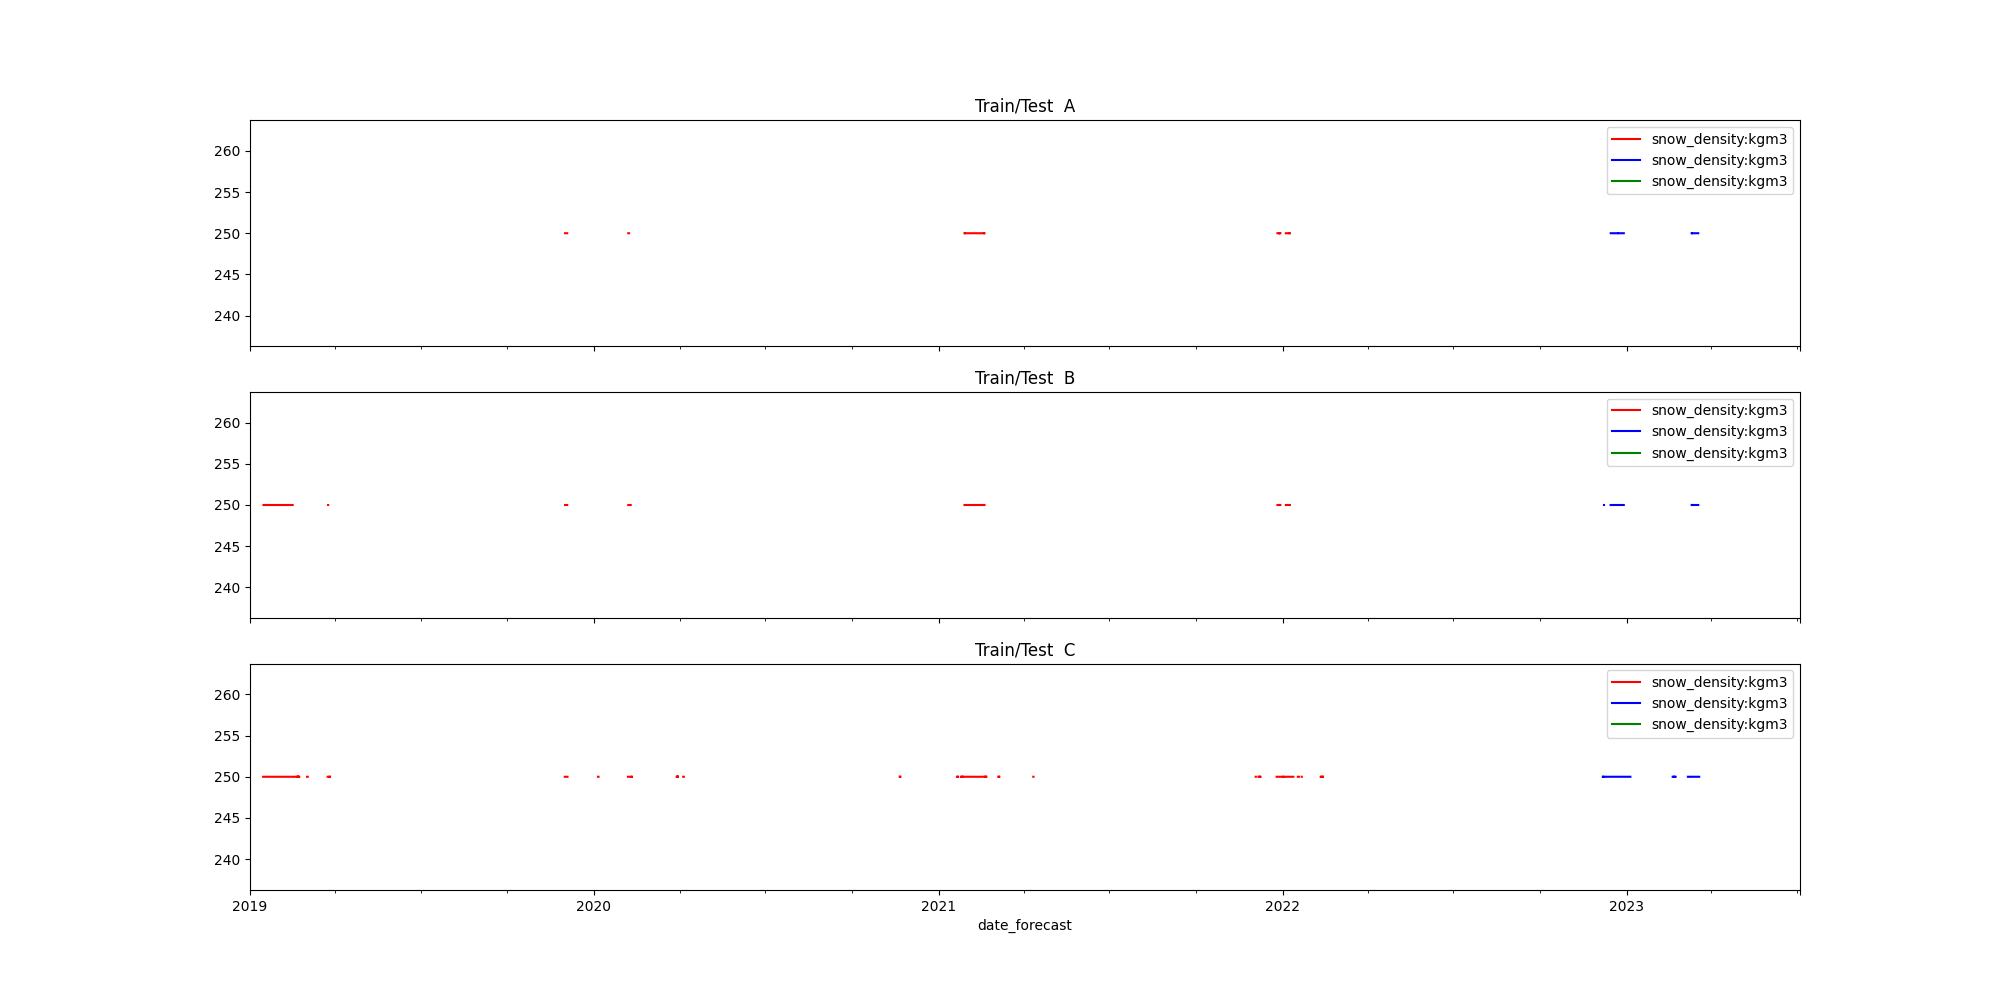 Train/Test  A
260
255
250
245
240
snow_density:kgm3
snow_density:kgm3
snow_density:kgm3
Train/Test  B
260
255
250
245
240
snow_density:kgm3
snow_density:kgm3
snow_density:kgm3
Train/Test  C
260
255
250
245
240
snow_density:kgm3
snow_density:kgm3
snow_density:kgm3
2019 2020 2021 2022 2023
date_forecast